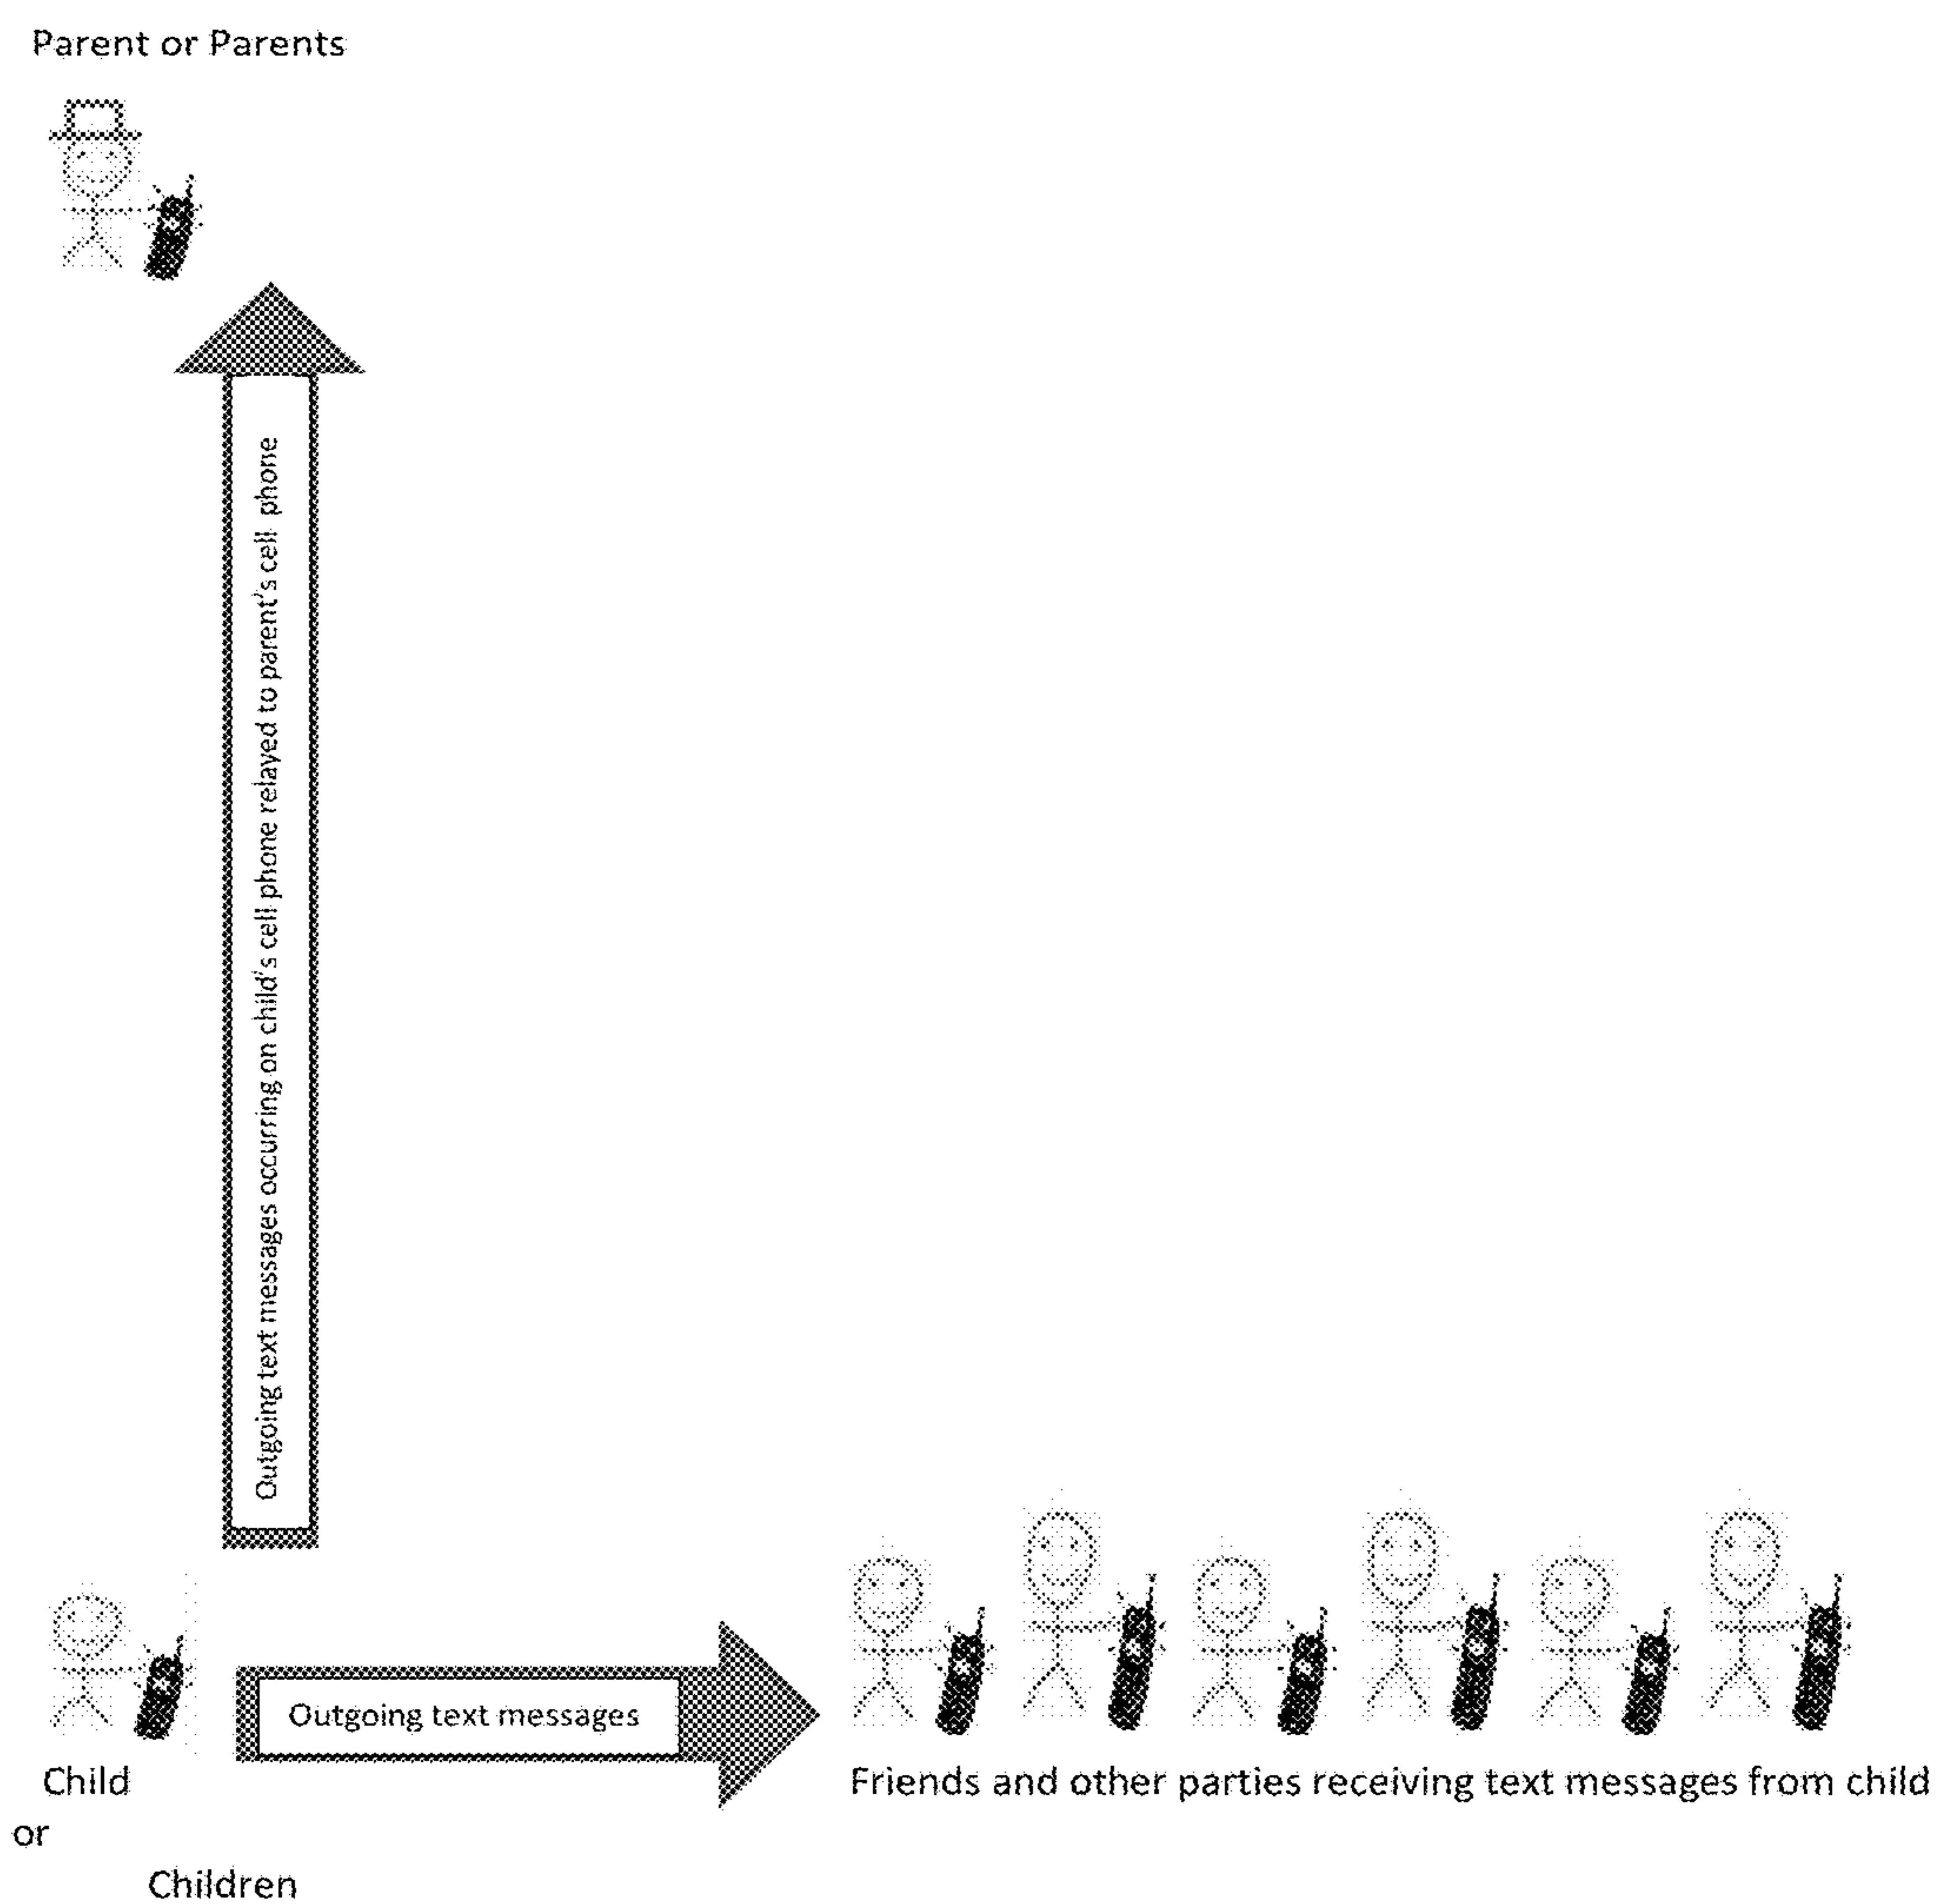 Parent or Parents
Outgoing text messages occurring on child's cell phone relayed to parent's cell phone
Outgoing text messages
Child
or
Children
Friends and other parties receiving text messages from child